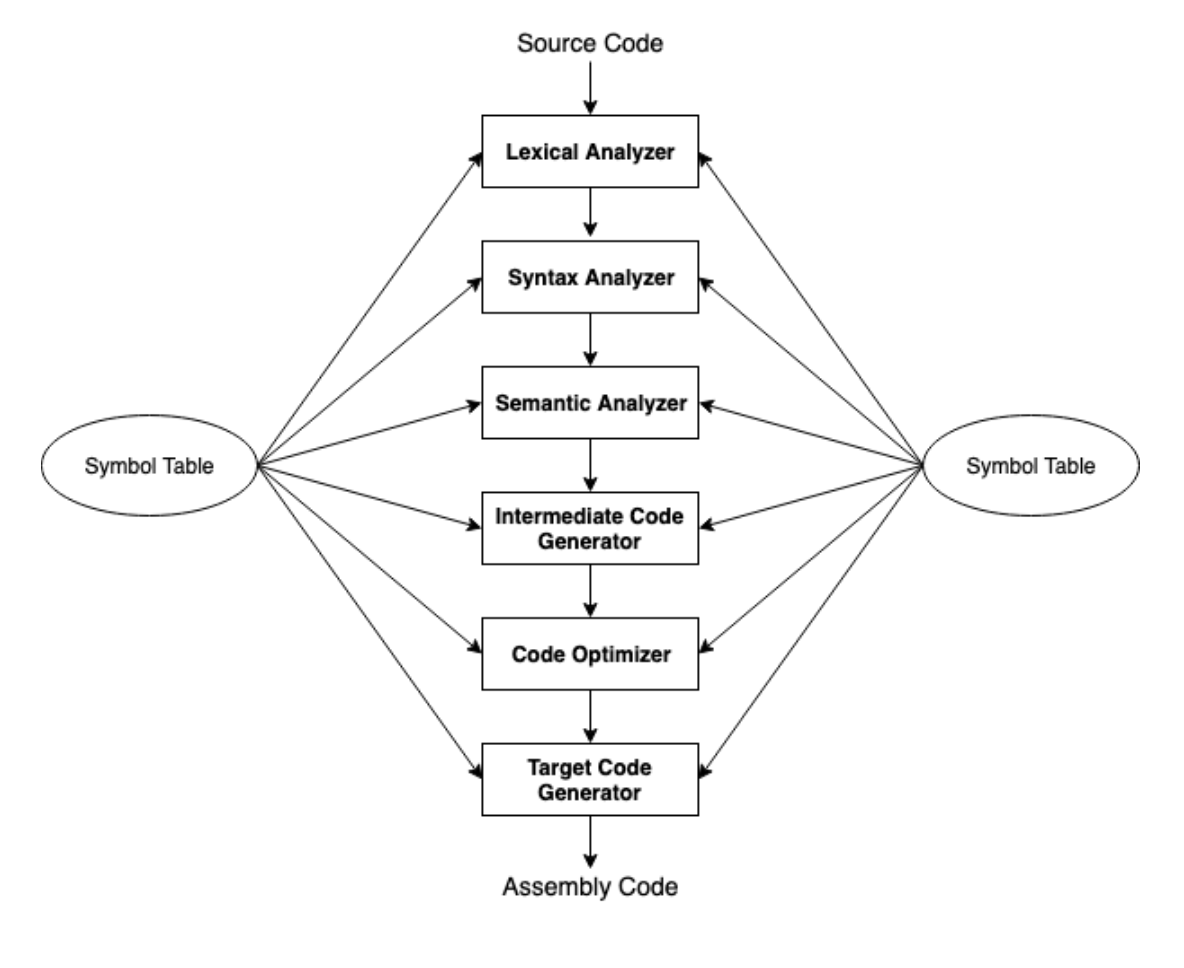 Source Code
Lexical Analyzer
Syntax Analyzer
Semantic Analyzer
Symbol Table
Symbol Table
Intermediate Code
Generator
Code Optimizer
Target Code
Generator
Assembly Code